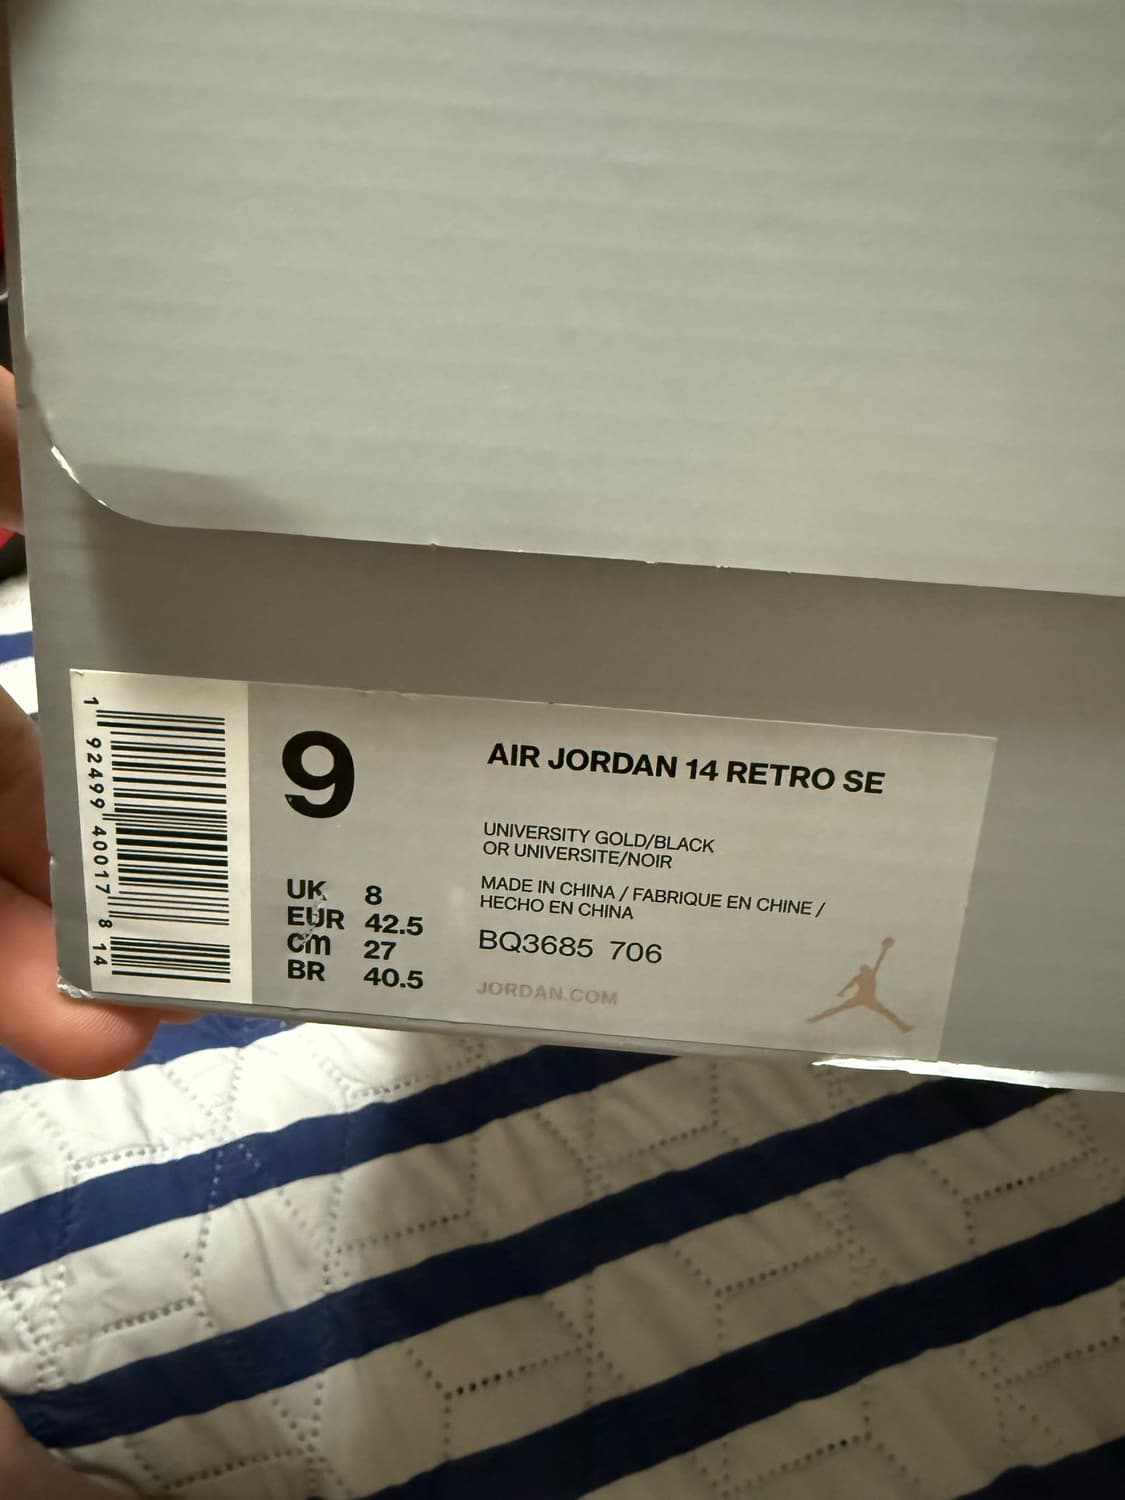 1 92499 40017 8 14
9
UK 8
EUR 42.5
cm 27
BR 40.5
AIR JORDAN 14 RETRO SE
UNIVERSITY GOLD/BLACK
OR UNIVERSITE/NOIR
MADE IN CHINA / FABRIQUE EN CHINE /
HECHO EN CHINA
BQ3685 706
JORDAN.COM